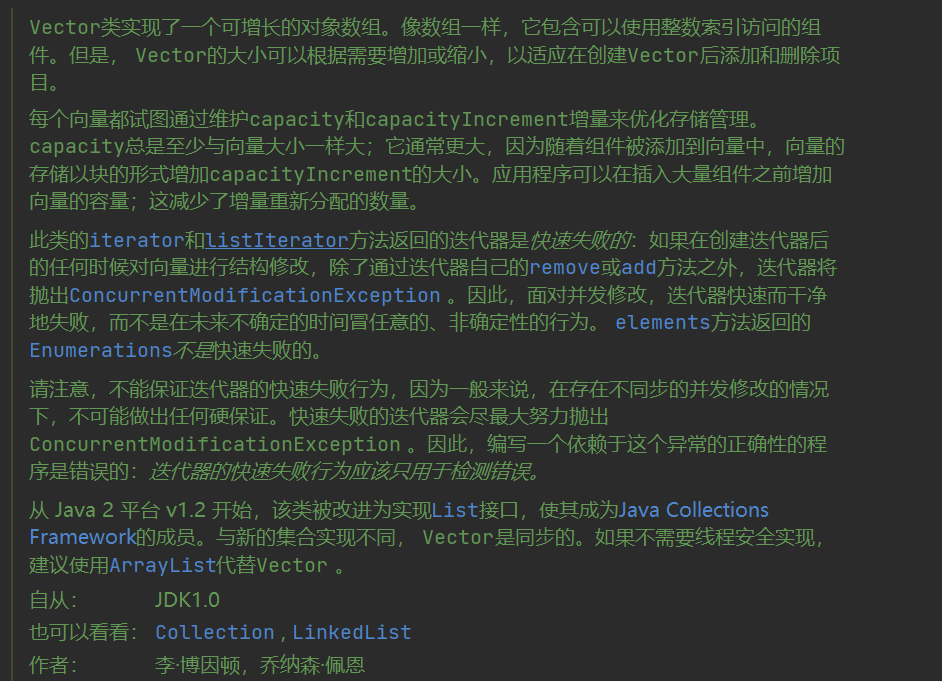 Vector类实现了一个可增长的对象数组。像数组一样，它包含可以使用整数索引访问的组
件。但是， Vector的大小可以根据需要增加或缩小，以适应在创建Vector后添加和删除项
目。
每个向量都试图通过维护capacity和capacityIncrement增量来优化存储管理。
capacity总是至少与向量大小一样大；它通常更大，因为随着组件被添加到向量中，向量的
存储以块的形式增加capacityIncrement的大小。应用程序可以在插入大量组件之前增加
向量的容量；这减少了增量重新分配的数量。
此类的iterator和listIterator方法返回的迭代器是快速失败的：如果在创建迭代器后
的任何时候对向量进行结构修改，除了通过迭代器自己的remove或add方法之外，迭代器将
抛出ConcurrentModificationException 。因此，面对并发修改，迭代器快速而干净
地失败，而不是在未来不确定的时间冒任意的、非确定性的行为。 elements方法返回的
Enumerations不是快速失败的。
请注意，不能保证迭代器的快速失败行为，因为一般来说，在存在不同步的并发修改的情况
下，不可能做出任何硬保证。快速失败的迭代器会尽最大努力抛出
ConcurrentModificationException 。因此，编写一个依赖于这个异常的正确性的程
序是错误的：迭代器的快速失败行为应该只用于检测错误。
从 Java 2 平台 v1.2 开始，该类被改进为实现List接口，使其成为Java Collections
Framework的成员。与新的集合实现不同， Vector是同步的。如果不需要线程安全实现，
建议使用ArrayList代替Vector 。
自从： JDK1.0
也可以看看： Collection , LinkedList
作者： 李·博因顿，乔纳森·佩恩